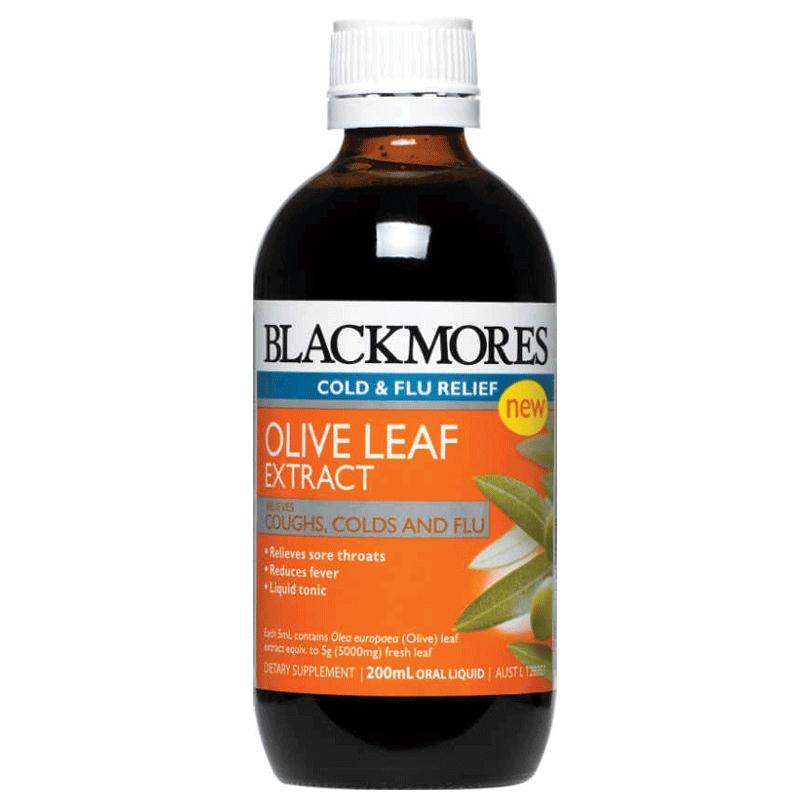 BLACKMORES
COLD & FLU RELIEF
new
OLIVE LEAF
EXTRACT
RELIEVES
COUGHS, COLDS AND FLU
• Relieves sore throats
• Reduces fever
• Liquid tonic
Each 5mL contains Olea europaea (Olive) leaf
extract equiv. to 5g (5000mg) fresh leaf
DIETARY SUPPLEMENT | 200mL ORAL LIQUID | AUST L